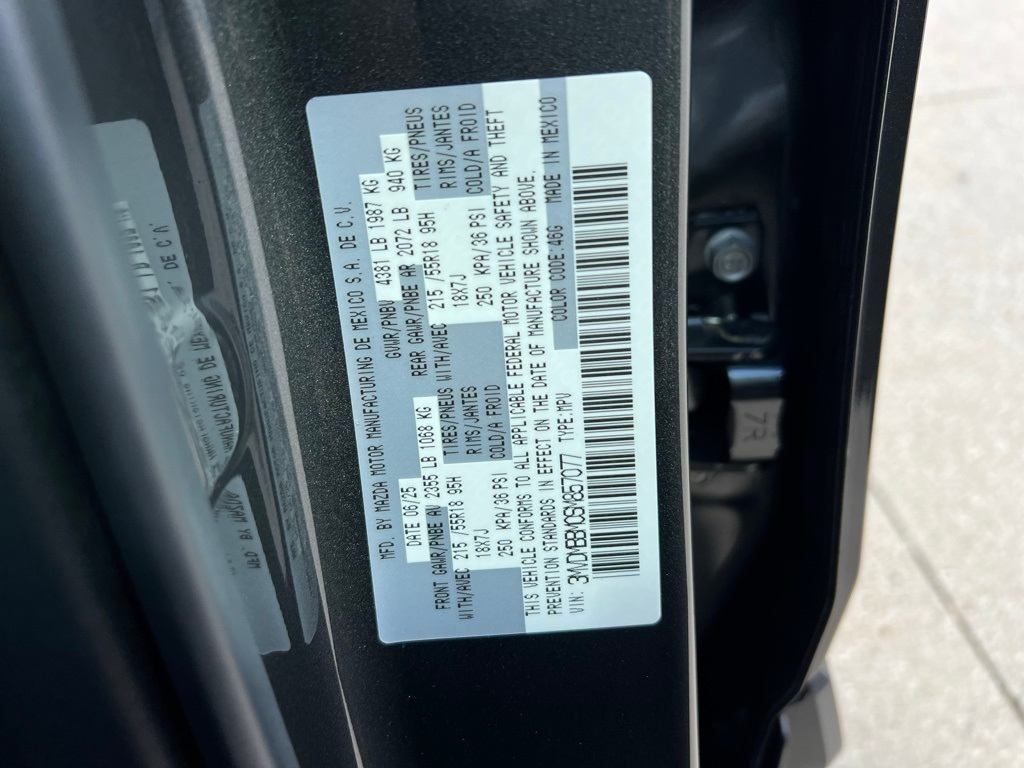 MFD. BY MAZDA MOTOR MANUFACTURING DE MEXICO S.A. DE C.V.
DATE 06/25 GVWR/PNBV 4381 LB 1987 KG
FRONT GAWR/PNBE AV 2355 LB 1068 KG REAR GAWR/PNBE AR 2072 LB 940 KG
WITH/AVEC 215 /55R18 95H TIRES/PNEUS WITH/AVEC 215 /55R18 95H TIRES/PNEUS
18X7J RIMS/JANTES 18X7J RIMS/JANTES
250 KPA/36 PSI COLD/A FROID 250 KPA/36 PSI COLD/A FROID
THIS VEHICLE CONFORMS TO ALL APPLICABLE FEDERAL MOTOR VEHICLE SAFETY AND THEFT
PREVENTION STANDARDS IN EFFECT ON THE DATE OF MANUFACTURE SHOWN ABOVE.
VIN: 3MVDMBBM0SM857077 TYPE:MPV COLOR CODE:46G MADE IN MEXICO
7R